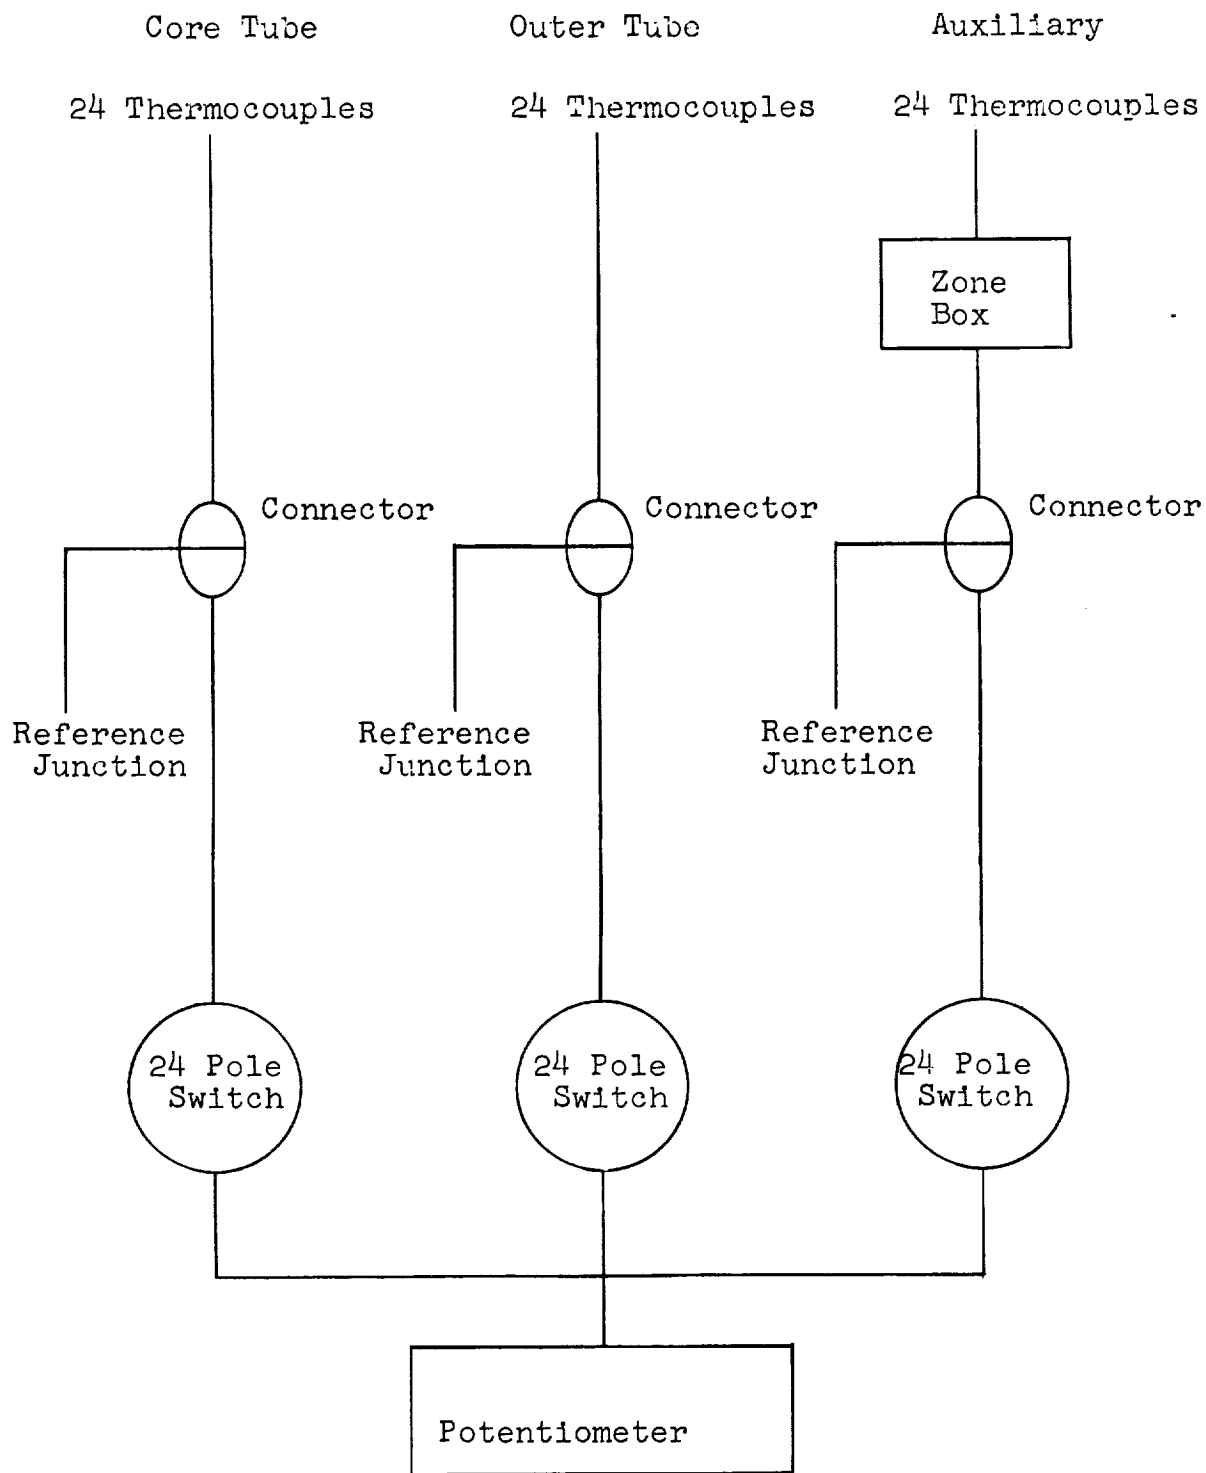 Core Tube
Outer Tube
Auxiliary
24 Thermocouples
24 Thermocouples
24 Thermocouples
Zone
Box
Connector
Connector
Connector
Reference
Junction
Reference
Junction
Reference
Junction
24 Pole
Switch
24 Pole
Switch
24 Pole
Switch
Potentiometer